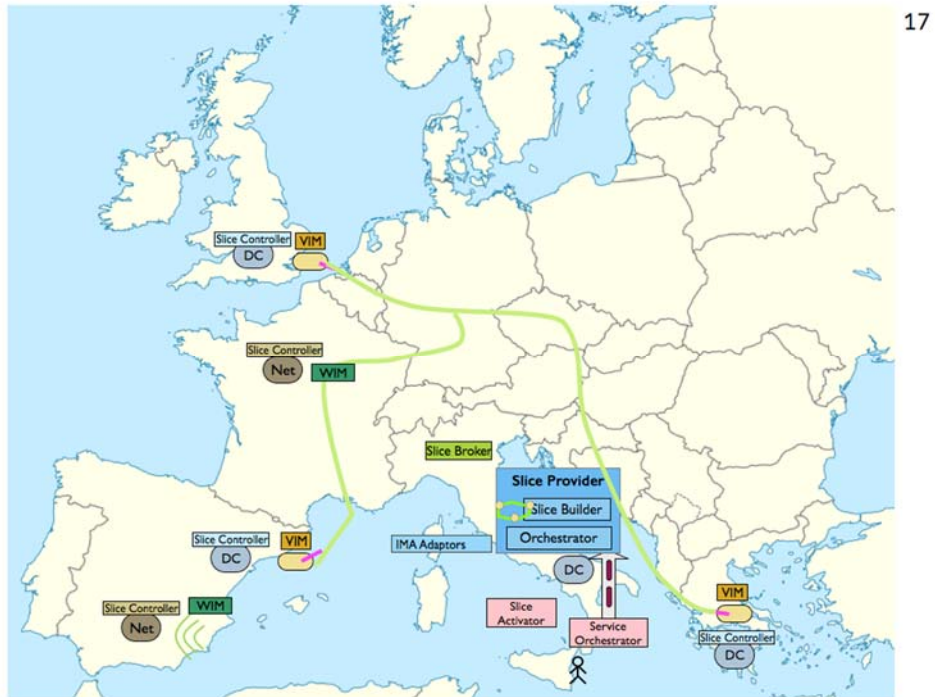 17
Slice Controller
VIM
DC
Slice Controller
Net
WIM
Slice Broker
Slice Provider
Slice Builder
Orchestrator
IMA Adaptors
Slice Controller
VIM
DC
DC
Slice Controller
WIM
Net
Slice
Activator
Service
Orchestrator
VIM
Slice Controller
DC